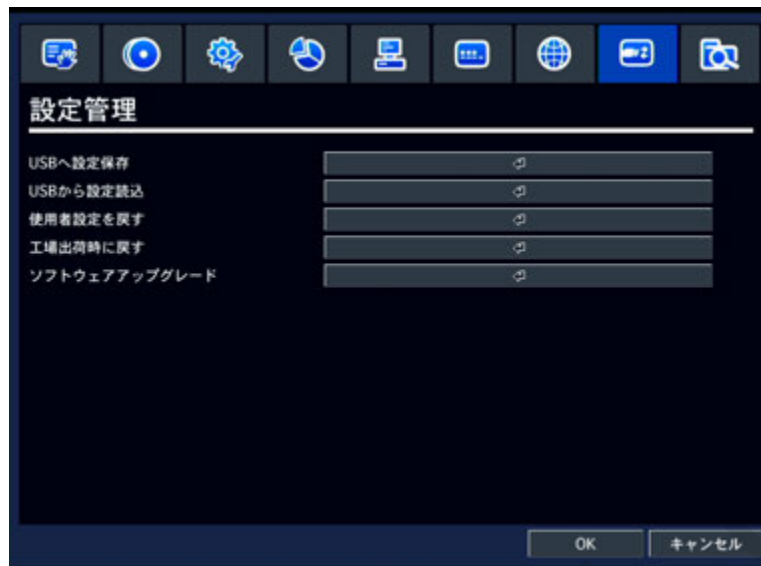 設定管理
USBへ設定保存
USBから設定読込
使用者設定を戻す
工場出荷時に戻す
ソフトウェアアップグレード
OK
キャンセル